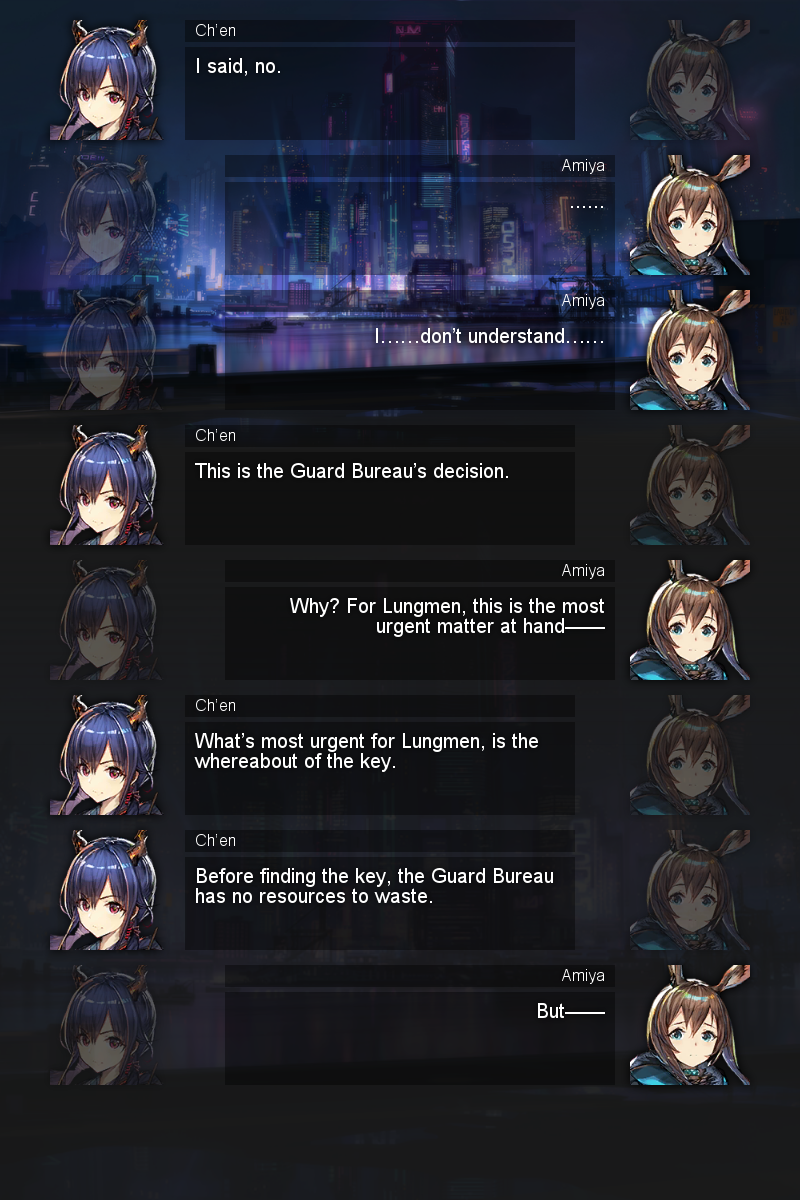 Ch'en
I said, no.
Amiya
……
Amiya
I……don't understand……
Ch'en
This is the Guard Bureau's decision.
Amiya
Why? For Lungmen, this is the most
urgent matter at hand——
Ch'en
What's most urgent for Lungmen, is the
whereabout of the key.
Ch'en
Before finding the key, the Guard Bureau
has no resources to waste.
Amiya
But——